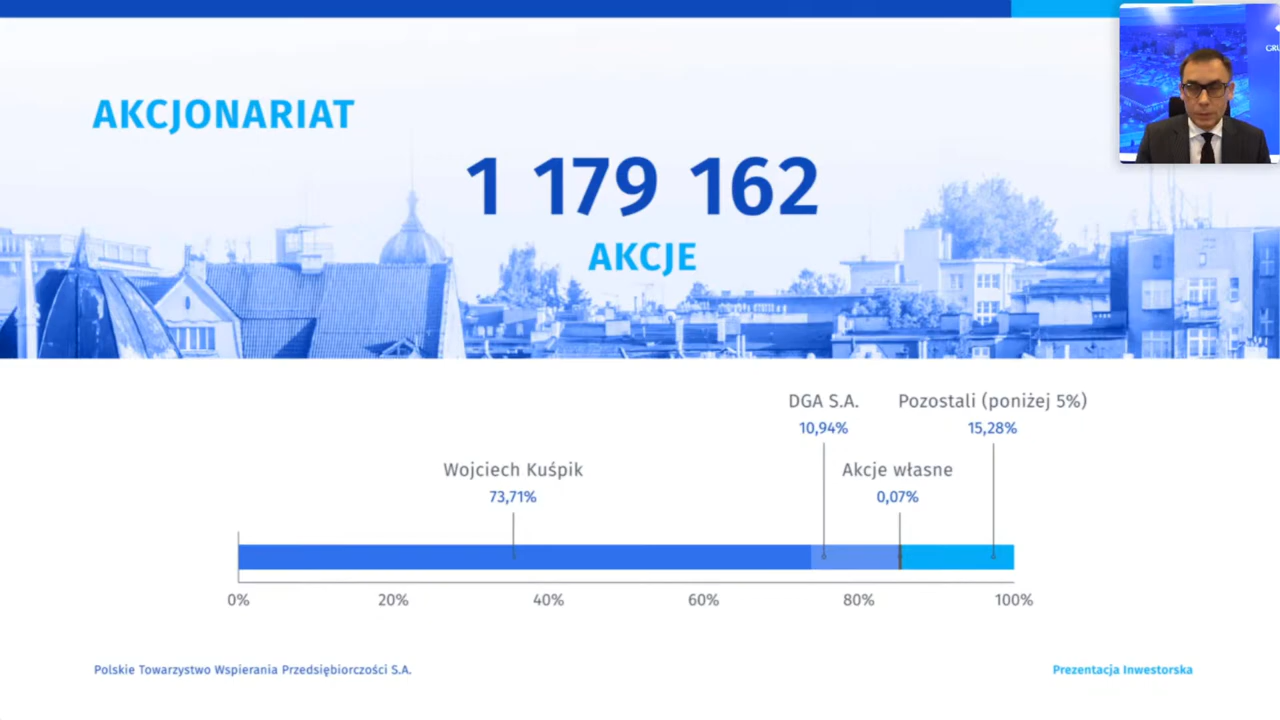 AKCJONARIAT
1 179 162
AKCJE
DGA S.A.
10,94%
Pozostali (poniżej 5%)
15,28%
Wojciech Kuśpik
73,71%
Akcje własne
0,07%
0%
20%
40%
60%
80%
100%
Polskie Towarzystwo Wspierania Przedsiębiorczości S.A.
Prezentacja Inwestorska